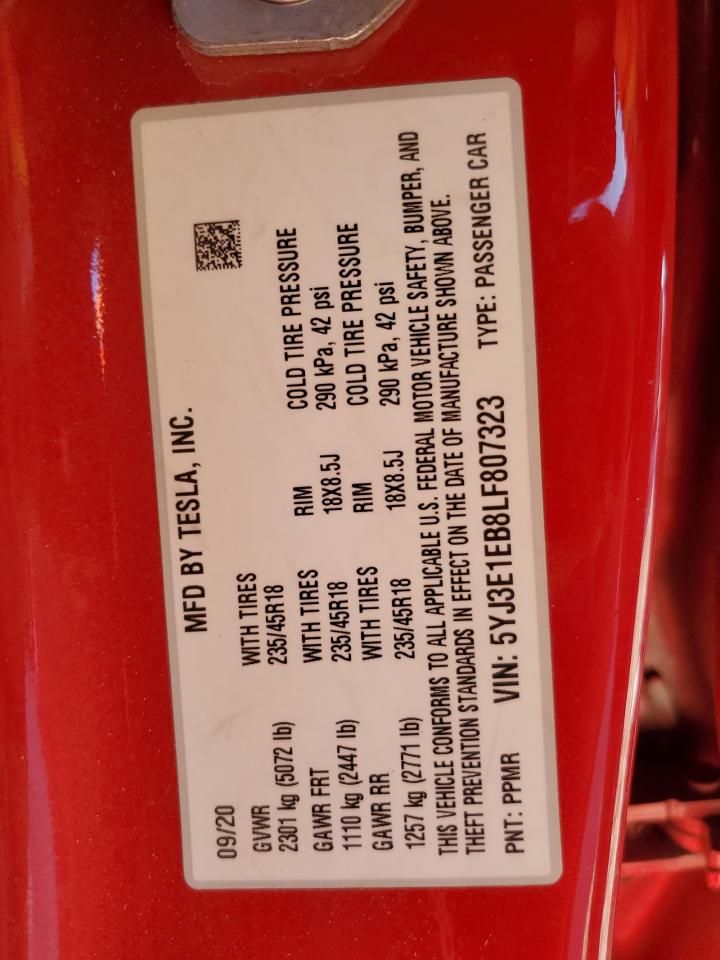 MFD BY TESLA, INC.
09/20
GVWR WITH TIRES
2301 kg (5072 lb) 235/45R18
GAWR FRT WITH TIRES RIM COLD TIRE PRESSURE
1110 kg (2447 lb) 235/45R18 18X8.5J 290 kPa, 42 psi
GAWR RR WITH TIRES RIM COLD TIRE PRESSURE
1257 kg (2771 lb) 235/45R18 18X8.5J 290 kPa, 42 psi
THIS VEHICLE CONFORMS TO ALL APPLICABLE U.S. FEDERAL MOTOR VEHICLE SAFETY, BUMPER, AND
THEFT PREVENTION STANDARDS IN EFFECT ON THE DATE OF MANUFACTURE SHOWN ABOVE.
PNT: PPMR VIN: 5YJ3E1EB8LF807323 TYPE: PASSENGER CAR